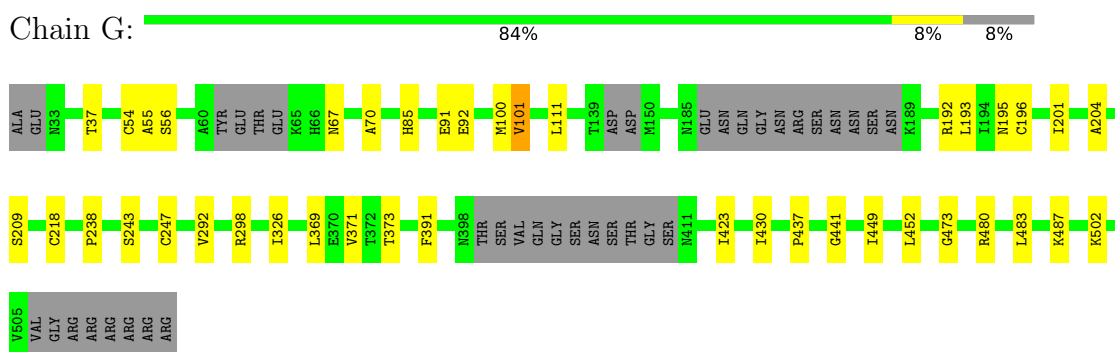 Chain G:
84% 8% 8%
ALA GLU N33 T37 C54 A55 S56 A60 TYR GLU THR GLU K65 H66 N67 A70 H85 E91 E92 M100 V101 L111 T139 ASP ASP M150 N185 GLU ASN GLN GLY ASN ARG SER ASN ASN SER ASN K189 R192 L193 I194 N195 C196 I201 A204
S209 C218 P238 S243 C247 V292 R298 I326 L369 E370 V371 T372 T373 F391 N398 THR SER VAL GLN GLY SER ASN SER THR GLY SER N411 I423 I430 P437 G441 I449 L452 G473 R480 L483 K487 K502
V505 VAL GLY ARG ARG ARG ARG ARG ARG